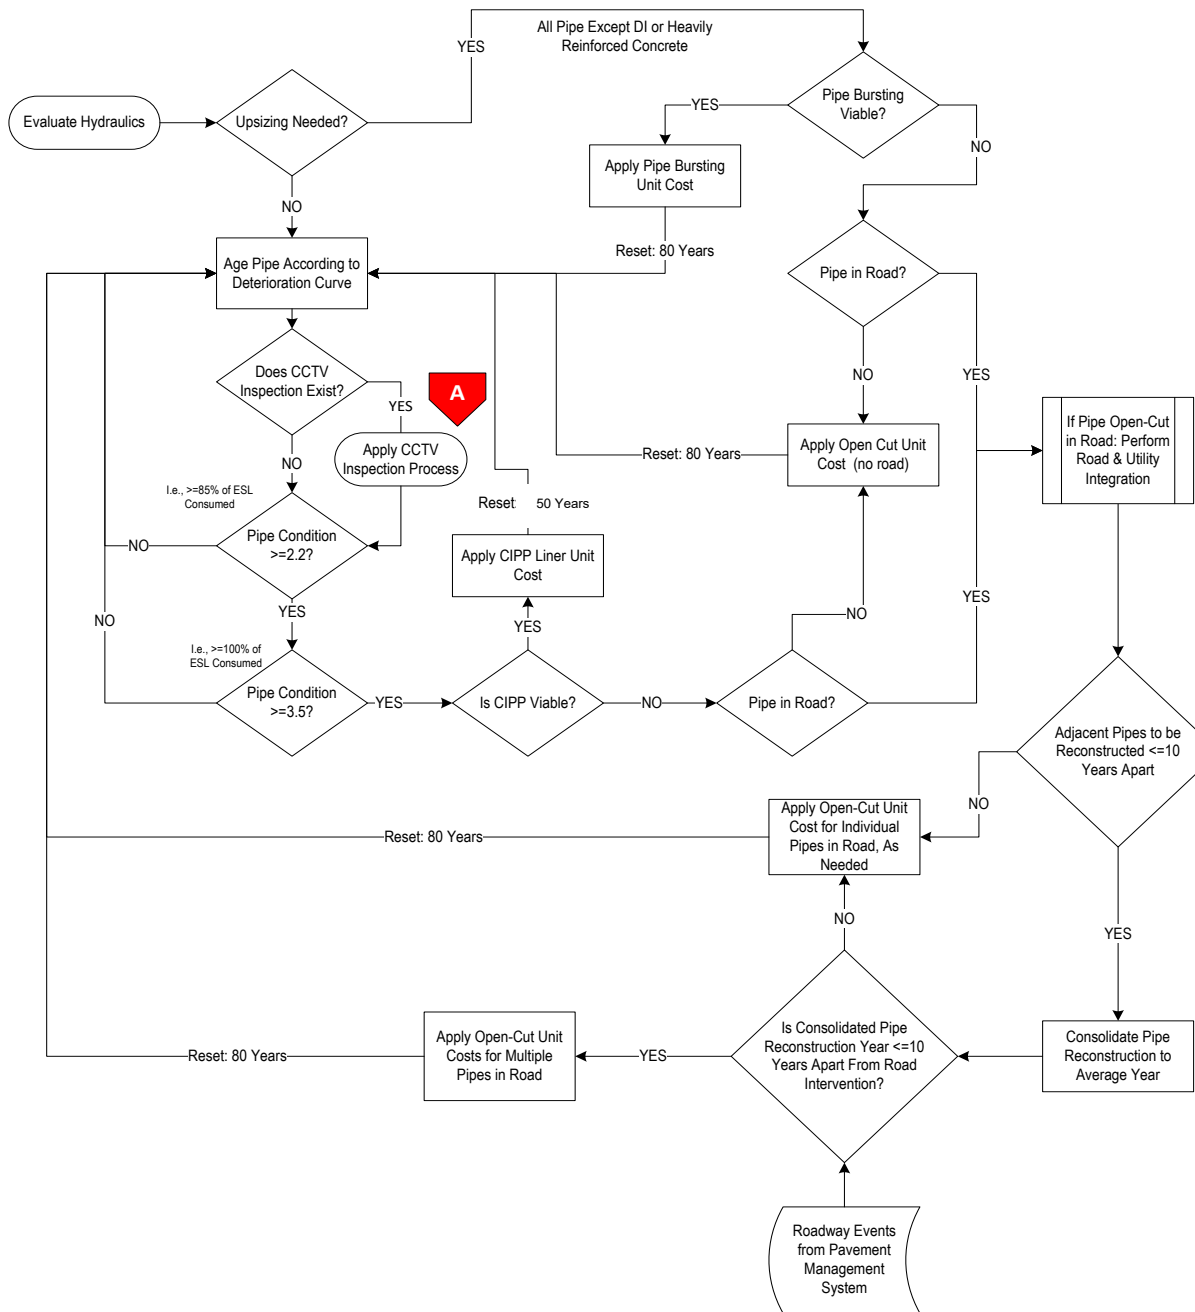 All Pipe Except DI or Heavily
Reinforced Concrete
YES
Evaluate Hydraulics
Upsizing Needed?
Pipe Bursting
Viable?
YES
NO
Apply Pipe Bursting
Unit Cost
NO
Reset: 80 Years
Age Pipe According to
Deterioration Curve
Pipe in Road?
Does CCTV
Inspection Exist?
YES
A
NO
YES
Apply CCTV
Inspection Process
NO
Reset: 80 Years
Apply Open Cut Unit
Cost (no road)
If Pipe Open-Cut
in Road: Perform
Road & Utility
Integration
I.e., >=85% of ESL
Consumed
Reset:
50 Years
Pipe Condition
>=2.2?
NO
Apply CIPP Liner Unit
Cost
YES
NO
YES
NO
YES
I.e., >=100% of
ESL Consumed
Pipe Condition
>=3.5?
YES
Is CIPP Viable?
NO
Pipe in Road?
Adjacent Pipes to be
Reconstructed <=10
Years Apart
NO
Apply Open-Cut Unit
Cost for Individual
Pipes in Road, As
Needed
Reset: 80 Years
NO
YES
Is Consolidated Pipe
Reconstruction Year <=10
Years Apart From Road
Intervention?
Consolidate Pipe
Reconstruction to
Average Year
YES
Apply Open-Cut Unit
Costs for Multiple
Pipes in Road
Reset: 80 Years
Roadway Events
from Pavement
Management
System